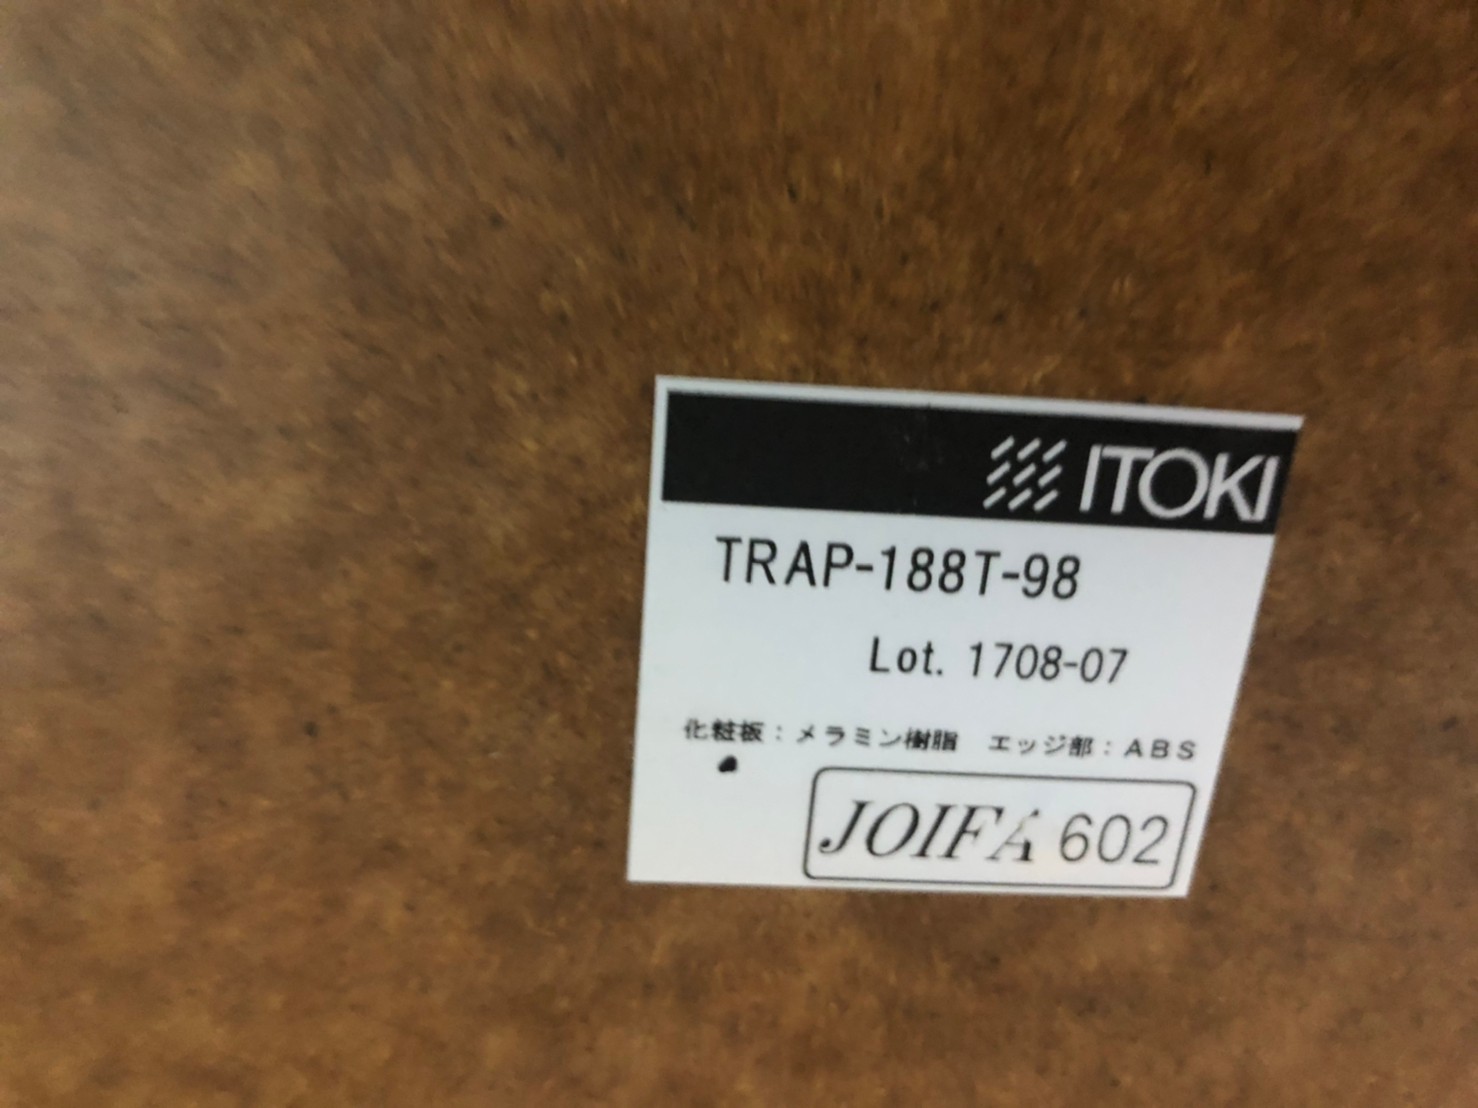 ITOKI
TRAP-188T-98
Lot. 1708-07
化粧板：メラミン樹脂　エッジ部：ABS
JOIFA 602